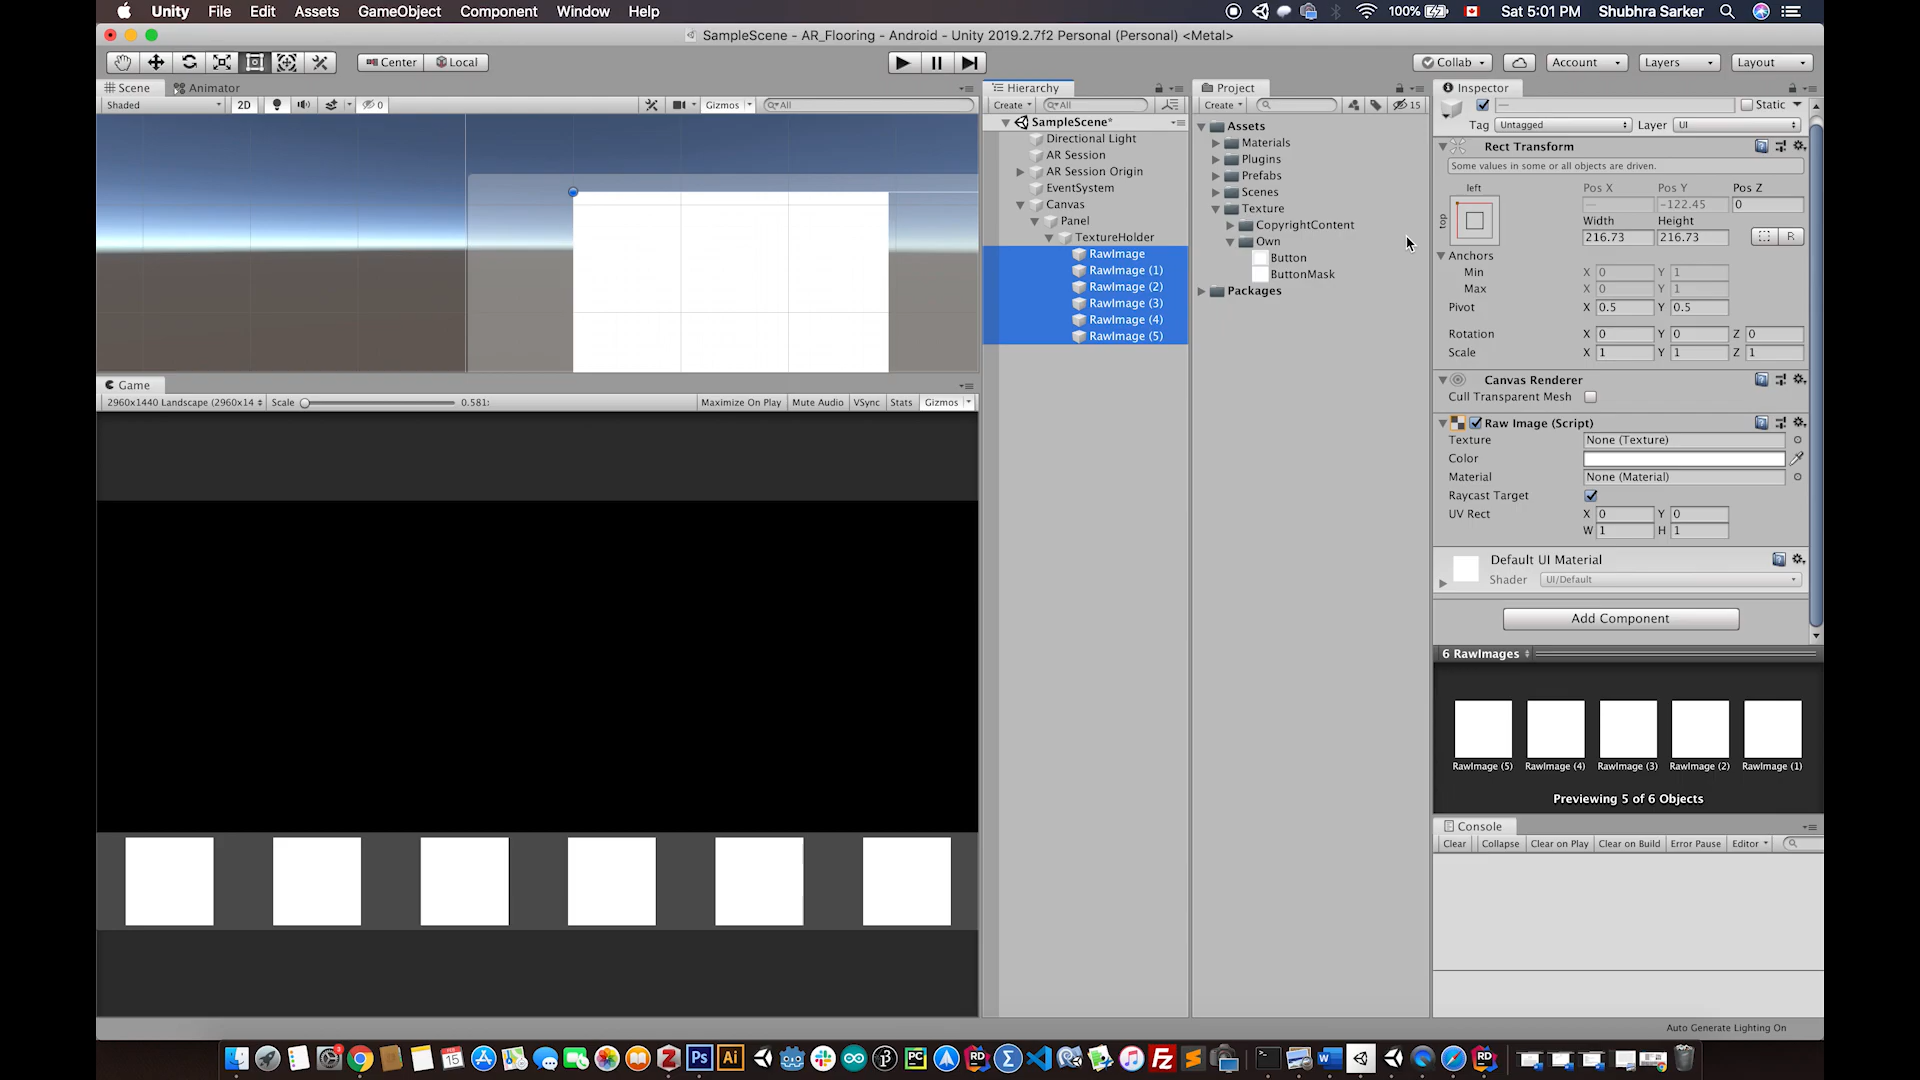 Unity File Edit Assets GameObject Component Window Help
100% Sat 5:01 PM Shubhra Sarker
SampleScene - AR_Flooring - Android - Unity 2019.2.7f2 Personal (Personal) <Metal>
Center Local
Collab Account Layers Layout
Scene Animator
Shaded 2D 0 Gizmos All
Game
2960x1440 Landscape (2960x14 Scale 0.581: Maximize On Play Mute Audio VSync Stats Gizmos
Hierarchy
Create All
SampleScene*
Directional Light
AR Session
AR Session Origin
EventSystem
Canvas
Panel
TextureHolder
RawImage
RawImage (1)
RawImage (2)
RawImage (3)
RawImage (4)
RawImage (5)
Project
Create 15
Assets
Materials
Plugins
Prefabs
Scenes
Texture
CopyrightContent
Own
Button
ButtonMask
Packages
Inspector
— Static
Tag Untagged Layer UI
Rect Transform
Some values in some or all objects are driven.
left Pos X Pos Y Pos Z
top — -122.45 0
Width Height
216.73 216.73 R
Anchors
Min X 0 Y 1
Max X 0 Y 1
Pivot X 0.5 Y 0.5
Rotation X 0 Y 0 Z 0
Scale X 1 Y 1 Z 1
Canvas Renderer
Cull Transparent Mesh
Raw Image (Script)
Texture None (Texture)
Color
Material None (Material)
Raycast Target
UV Rect X 0 Y 0
W 1 H 1
Default UI Material
Shader UI/Default
Add Component
6 RawImages
RawImage (5) RawImage (4) RawImage (3) RawImage (2) RawImage (1)
Previewing 5 of 6 Objects
Console
Clear Collapse Clear on Play Clear on Build Error Pause Editor
Auto Generate Lighting On
Ps Ai PC RD Fz W RD